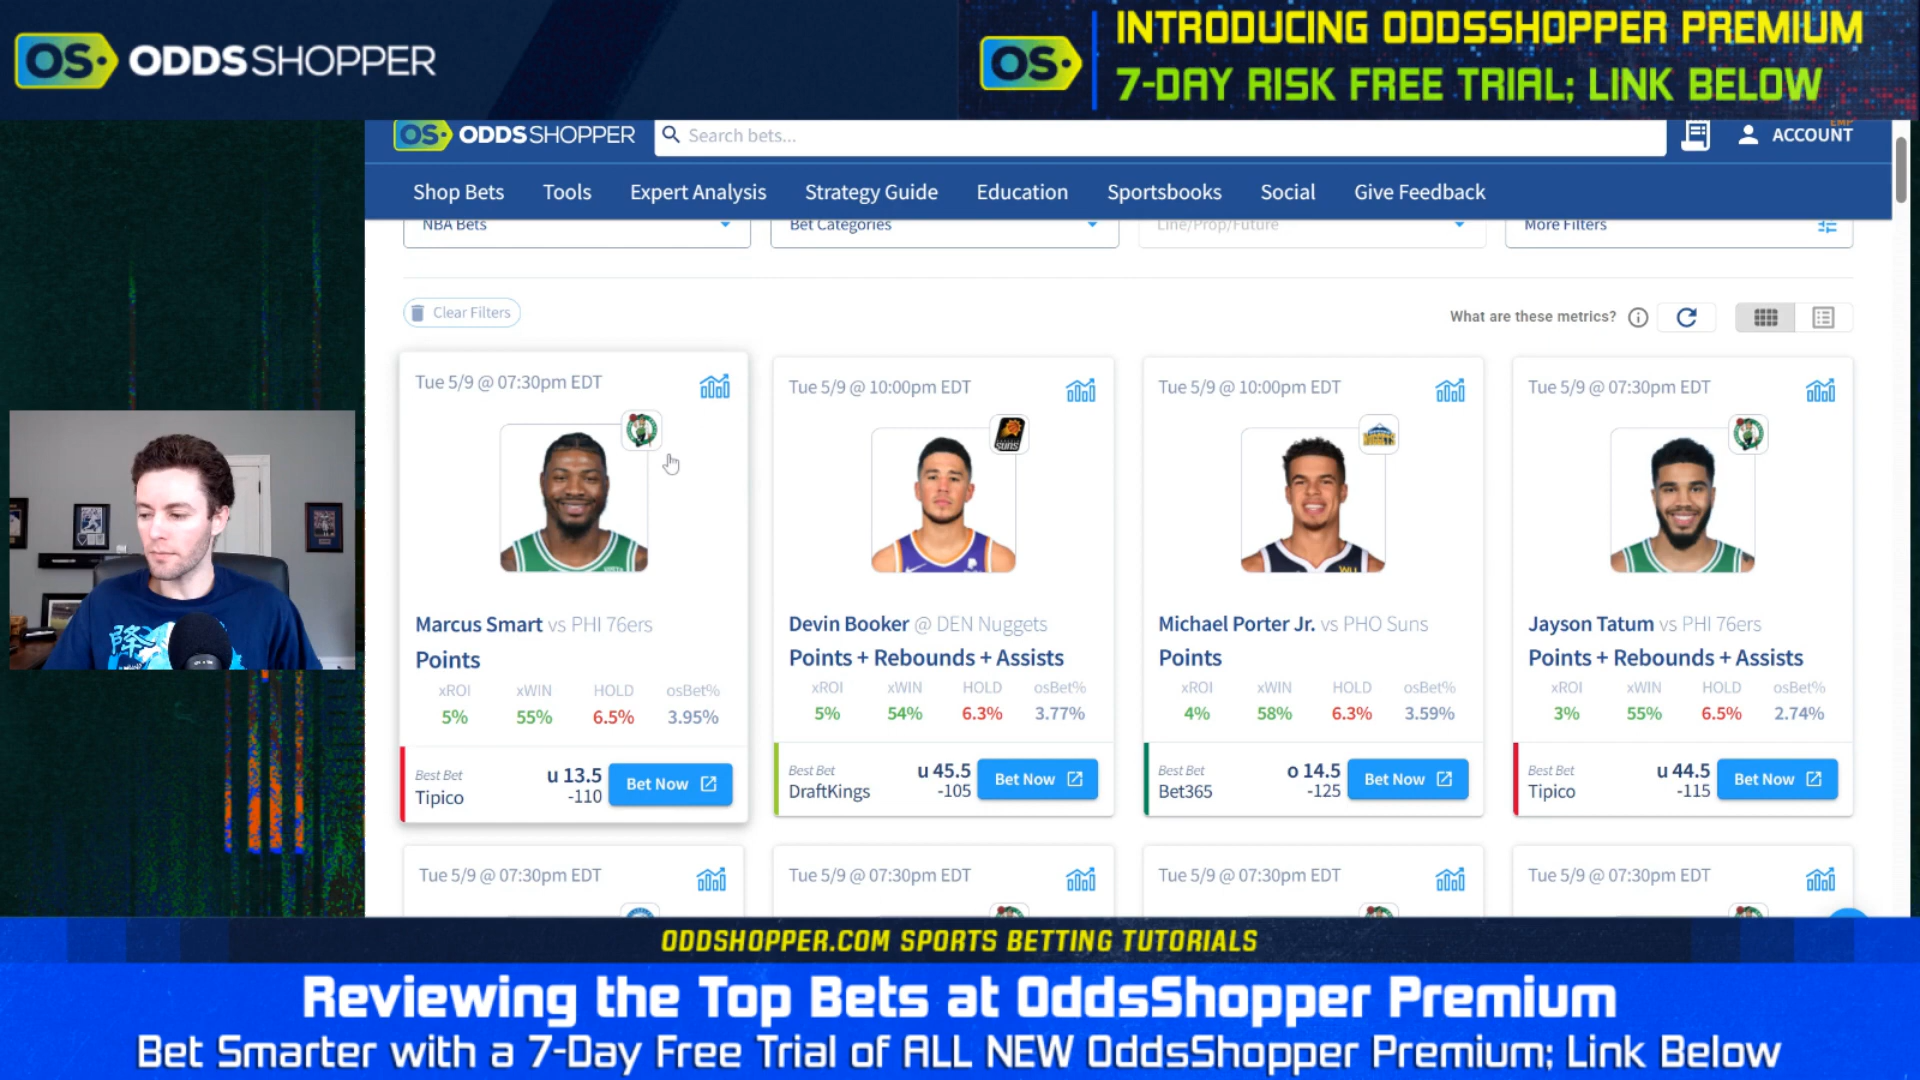 OS ODDSSHOPPER
OS INTRODUCING ODDSSHOPPER PREMIUM
7-DAY RISK FREE TRIAL; LINK BELOW
OS ODDSSHOPPER
Search bets...
EMP
ACCOUNT
Shop Bets Tools Expert Analysis Strategy Guide Education Sportsbooks Social Give Feedback
NBA Bets Bet Categories Line/Prop/Future More Filters
Clear Filters
What are these metrics?
Tue 5/9 @ 07:30pm EDT
Marcus Smart vs PHI 76ers
Points
xROI xWIN HOLD osBet%
5% 55% 6.5% 3.95%
Best Bet
Tipico
u 13.5
-110
Bet Now
Tue 5/9 @ 10:00pm EDT
SUNS
Devin Booker @ DEN Nuggets
Points + Rebounds + Assists
xROI xWIN HOLD osBet%
5% 54% 6.3% 3.77%
Best Bet
DraftKings
u 45.5
-105
Bet Now
Tue 5/9 @ 10:00pm EDT
Michael Porter Jr. vs PHO Suns
Points
xROI xWIN HOLD osBet%
4% 58% 6.3% 3.59%
Best Bet
Bet365
o 14.5
-125
Bet Now
Tue 5/9 @ 07:30pm EDT
Jayson Tatum vs PHI 76ers
Points + Rebounds + Assists
xROI xWIN HOLD osBet%
3% 55% 6.5% 2.74%
Best Bet
Tipico
u 44.5
-115
Bet Now
Tue 5/9 @ 07:30pm EDT
Tue 5/9 @ 07:30pm EDT
Tue 5/9 @ 07:30pm EDT
Tue 5/9 @ 07:30pm EDT
ODDSHOPPER.COM SPORTS BETTING TUTORIALS
Reviewing the Top Bets at OddsShopper Premium
Bet Smarter with a 7-Day Free Trial of ALL NEW OddsShopper Premium; Link Below